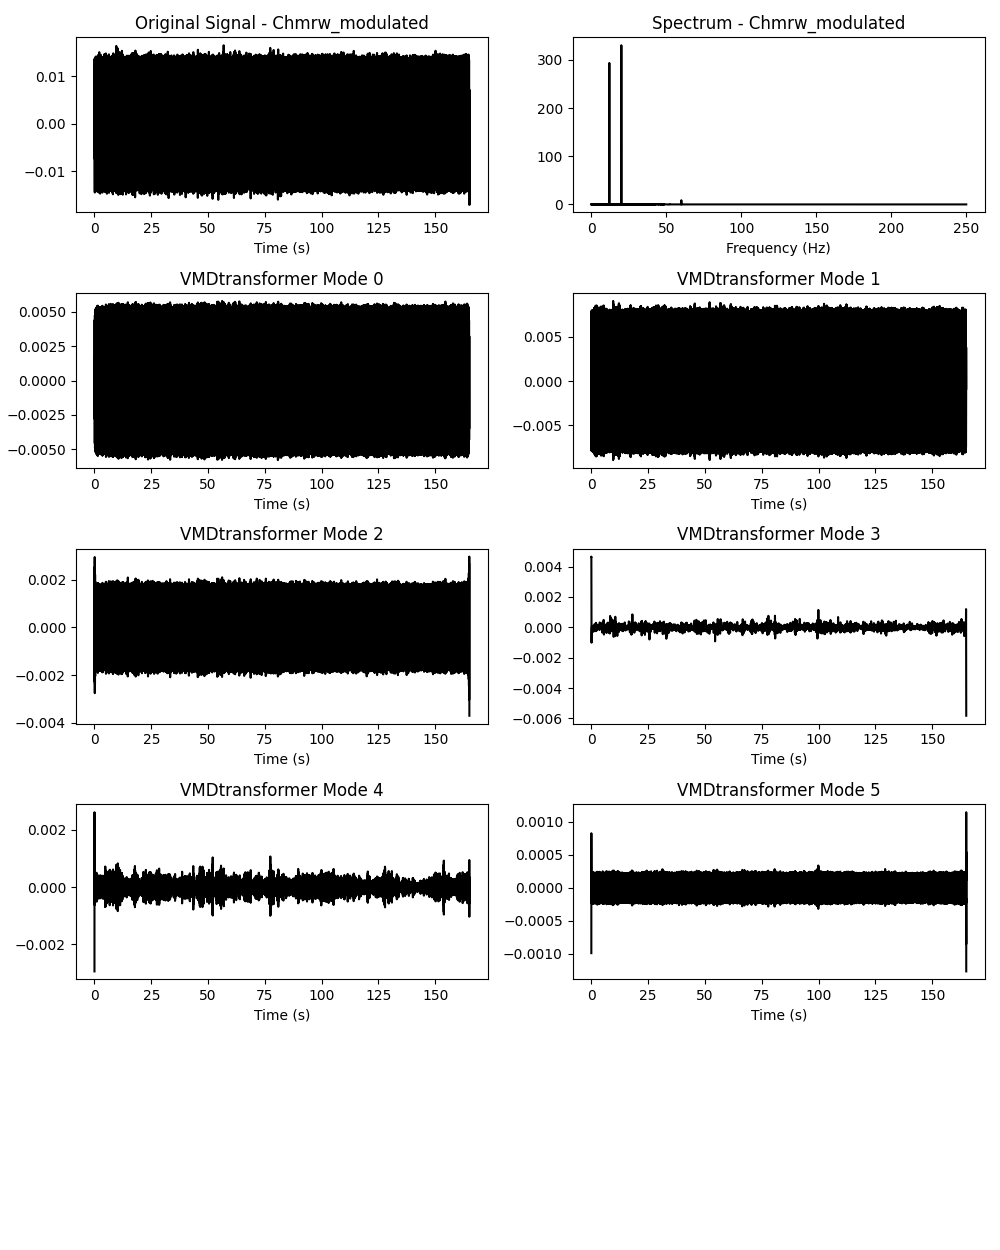 Original Signal - Chmrw_modulated
0.01
0.00
−0.01
0 25 50 75 100 125 150
Time (s)
Spectrum - Chmrw_modulated
300
200
100
0
0 50 100 150 200 250
Frequency (Hz)
VMDtransformer Mode 0
0.0050
0.0025
0.0000
−0.0025
−0.0050
0 25 50 75 100 125 150
Time (s)
VMDtransformer Mode 1
0.005
0.000
−0.005
0 25 50 75 100 125 150
Time (s)
VMDtransformer Mode 2
0.002
0.000
−0.002
−0.004
0 25 50 75 100 125 150
Time (s)
VMDtransformer Mode 3
0.004
0.002
0.000
−0.002
−0.004
−0.006
0 25 50 75 100 125 150
Time (s)
VMDtransformer Mode 4
0.002
0.000
−0.002
0 25 50 75 100 125 150
Time (s)
VMDtransformer Mode 5
0.0010
0.0005
0.0000
−0.0005
−0.0010
0 25 50 75 100 125 150
Time (s)